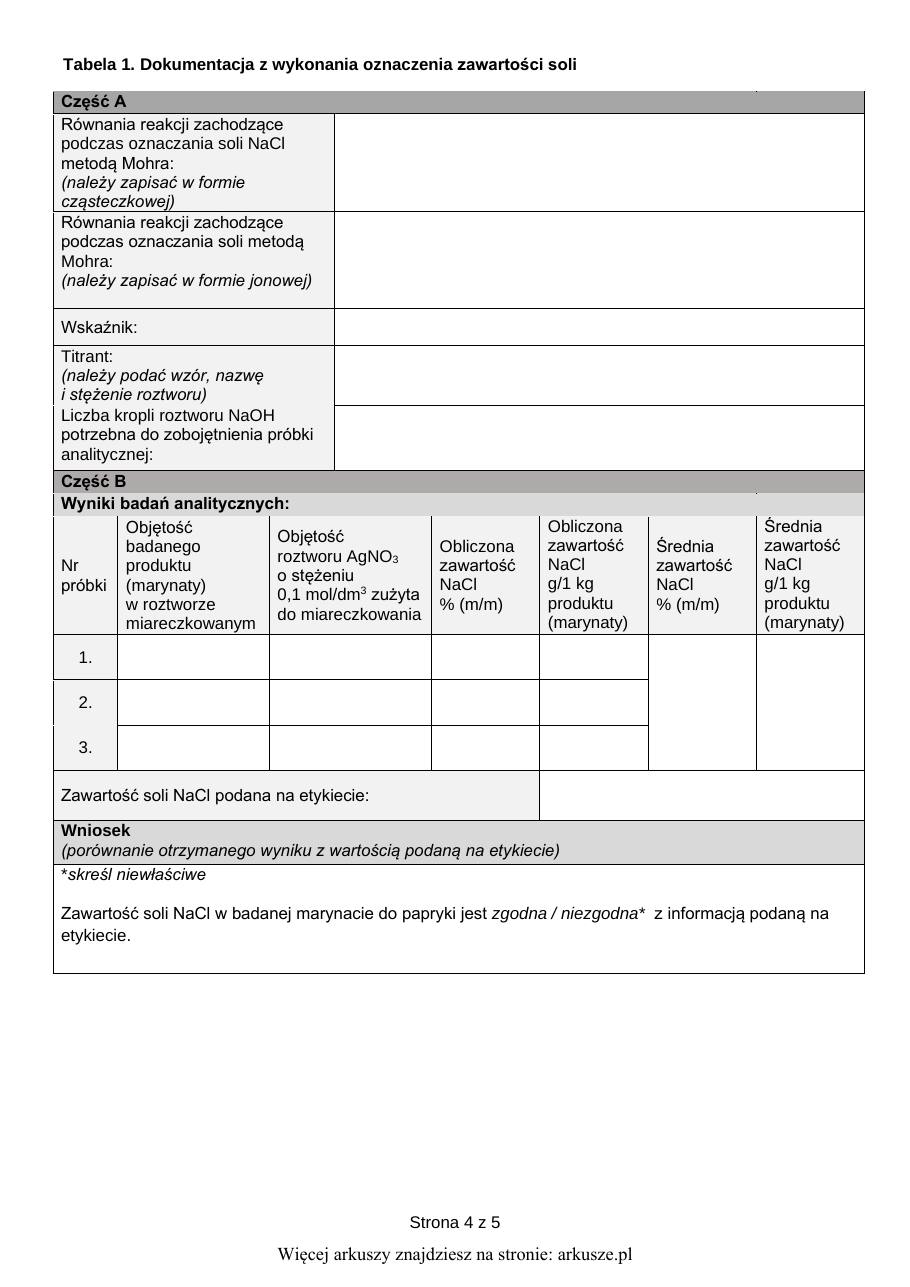 Tabela 1. Dokumentacja z wykonania oznaczenia zawartości soli
Część A
Równania reakcji zachodzące
podczas oznaczania soli NaCl
metodą Mohra:
(należy zapisać w formie
cząsteczkowej)
Równania reakcji zachodzące
podczas oznaczania soli metodą
Mohra:
(należy zapisać w formie jonowej)
Wskaźnik:
Titrant:
(należy podać wzór, nazwę
i stężenie roztworu)
Liczba kropli roztworu NaOH
potrzebna do zobojętnienia próbki
analitycznej:
Część B
Wyniki badań analitycznych:
Nr
próbki
Objętość
badanego
produktu
(marynaty)
w roztworze
miareczkowanym
Objętość
roztworu AgNO₃
o stężeniu
0,1 mol/dm³ zużyta
do miareczkowania
Obliczona
zawartość
NaCl
% (m/m)
Obliczona
zawartość
NaCl
g/1 kg
produktu
(marynaty)
Średnia
zawartość
NaCl
% (m/m)
Średnia
zawartość
NaCl
g/1 kg
produktu
(marynaty)
1.
2.
3.
Zawartość soli NaCl podana na etykiecie:
Wniosek
(porównanie otrzymanego wyniku z wartością podaną na etykiecie)
*skreśl niewłaściwe
Zawartość soli NaCl w badanej marynacie do papryki jest zgodna / niezgodna* z informacją podaną na
etykiecie.
Strona 4 z 5
Więcej arkuszy znajdziesz na stronie: arkusze.pl